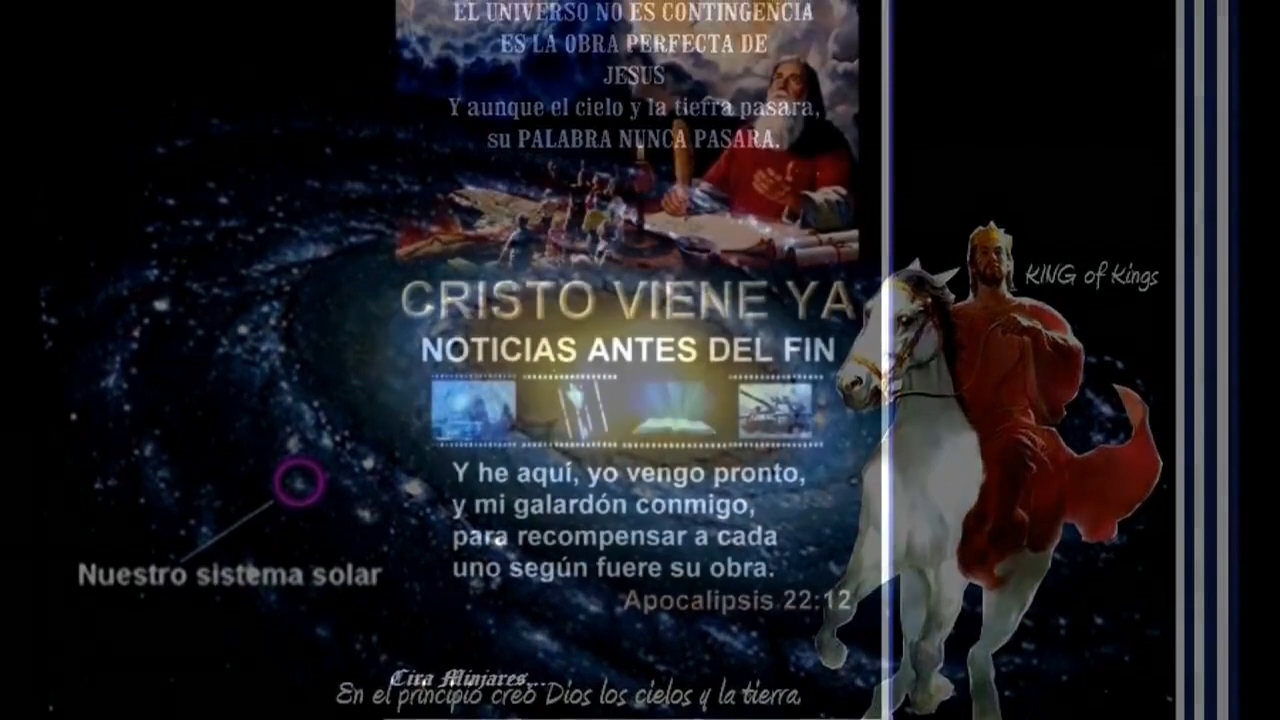 EL UNIVERSO NO ES CONTINGENCIA
ES LA OBRA PERFECTA DE
JESUS
Y aunque el cielo y la tierra pasara,
su PALABRA NUNCA PASARA.
KING of Kings
CRISTO VIENE YA
NOTICIAS ANTES DEL FIN
Y he aquí, yo vengo pronto,
y mi galardón conmigo,
para recompensar a cada
uno según fuere su obra.
Apocalipsis 22:12
Nuestro sistema solar
Cira Minjares...
En el principio creó Dios los cielos y la tierra